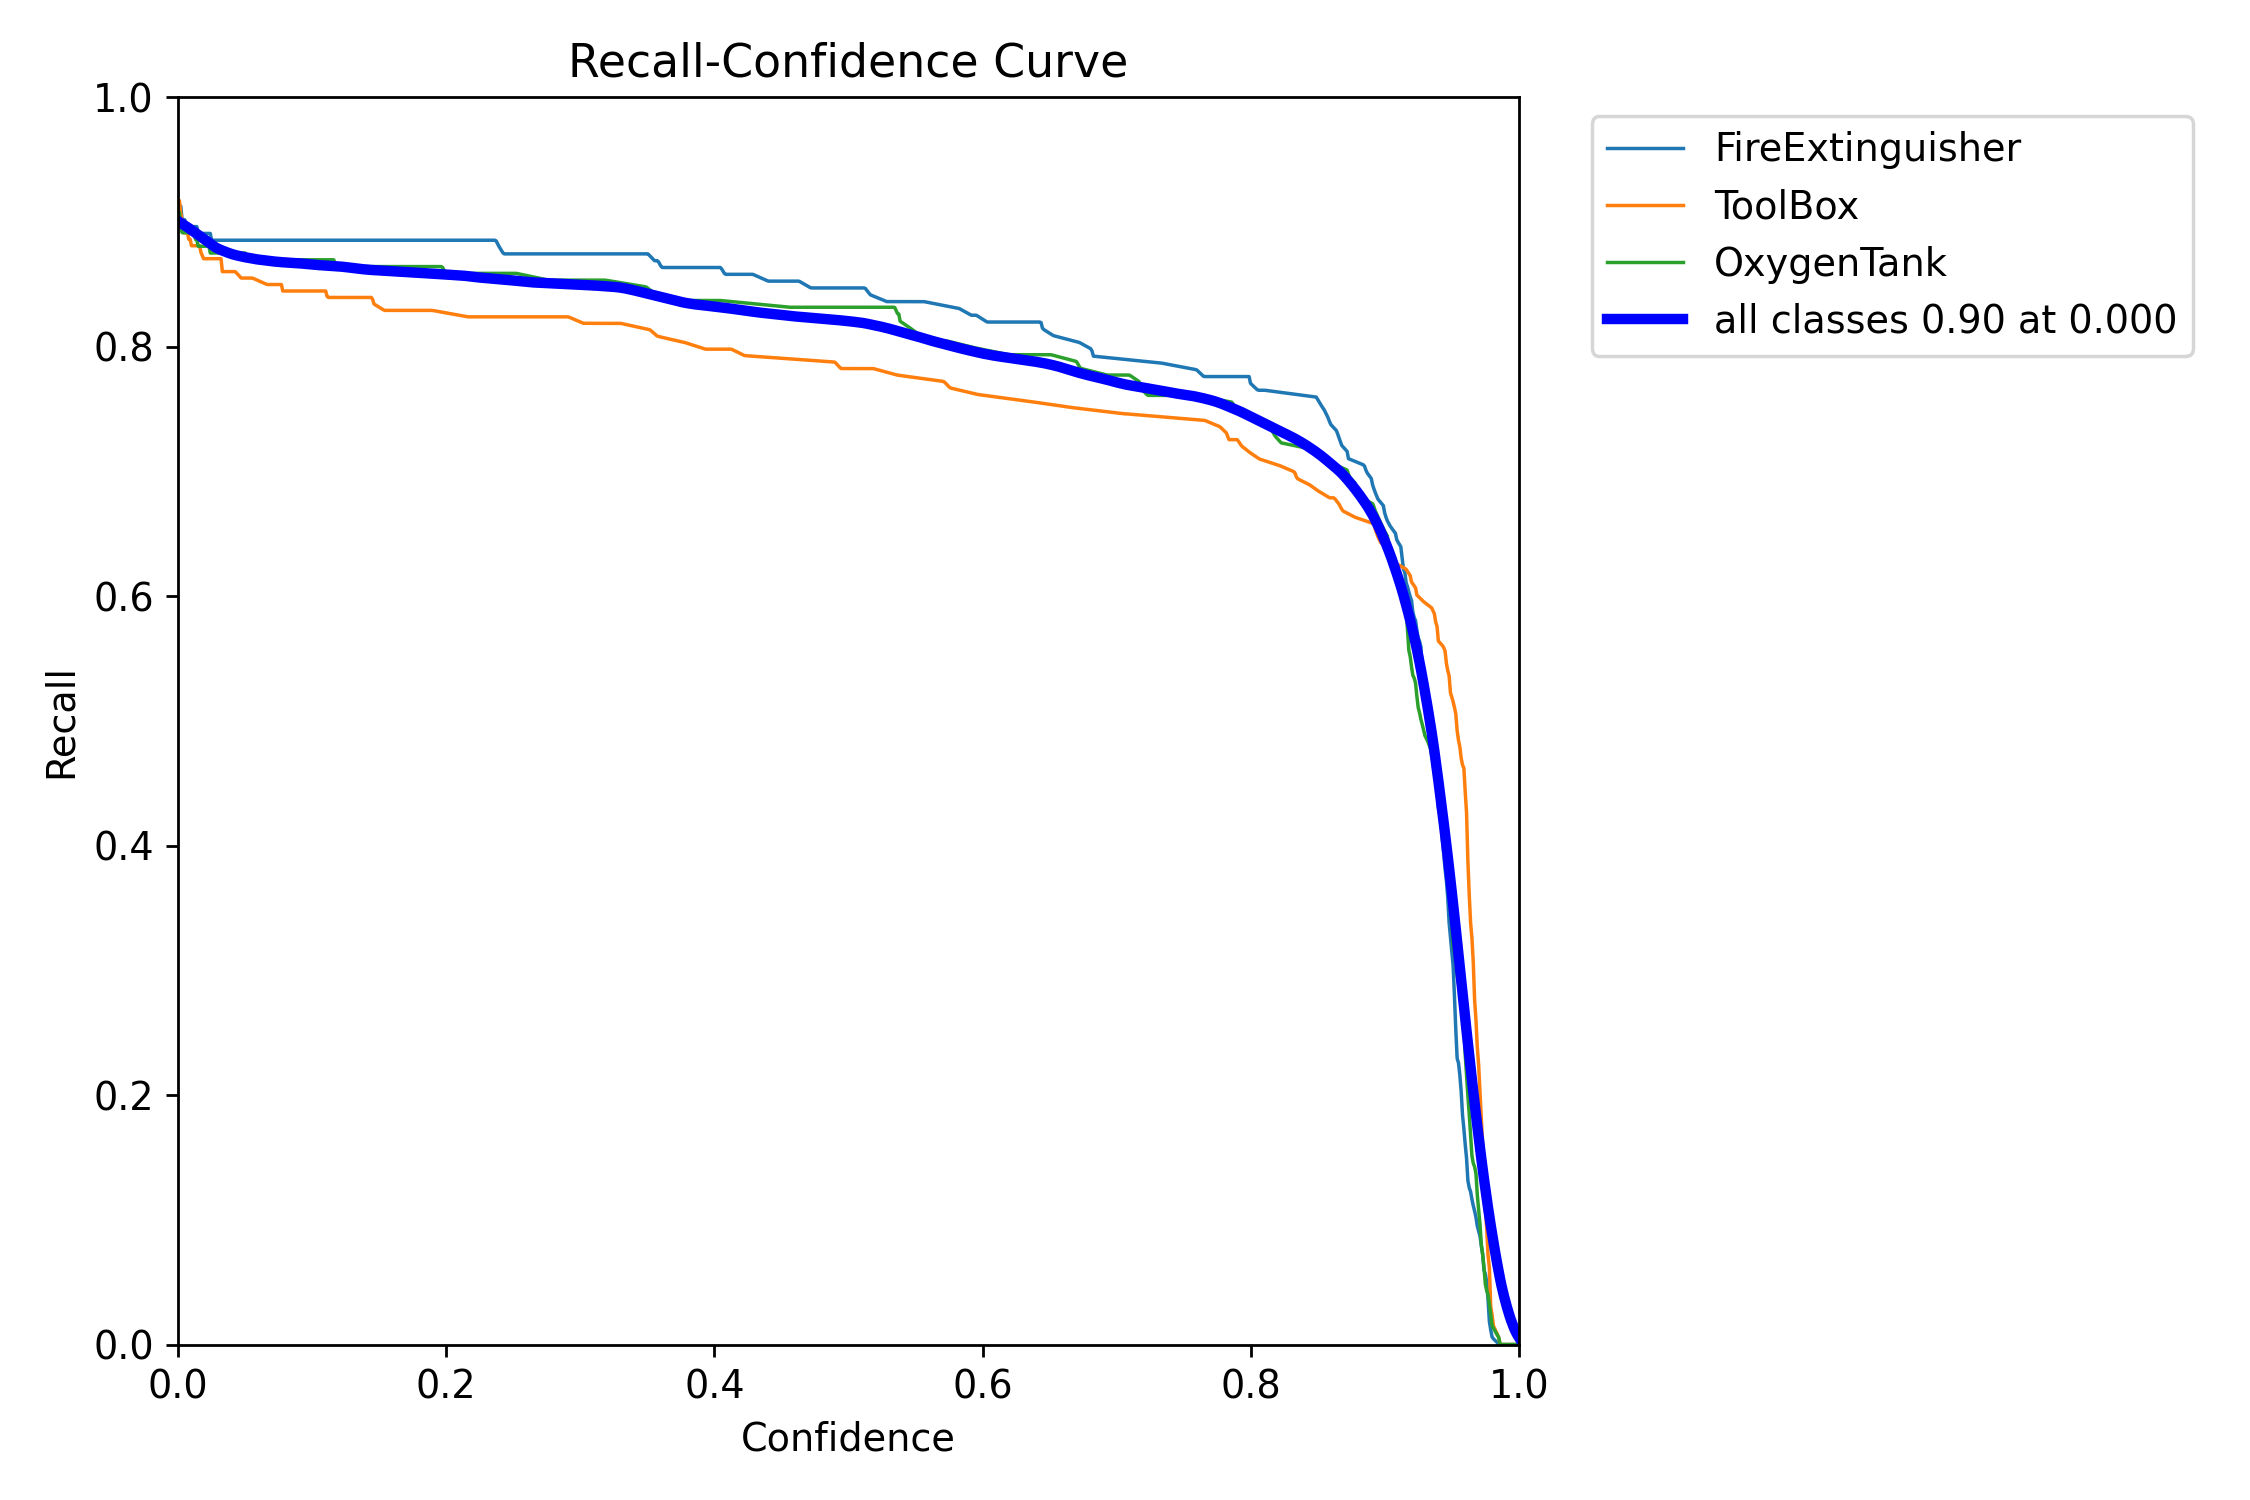 Recall-Confidence Curve
1.0
0.8
0.6
0.4
0.2
0.0
Recall
0.0 0.2 0.4 0.6 0.8 1.0
Confidence
FireExtinguisher
ToolBox
OxygenTank
all classes 0.90 at 0.000